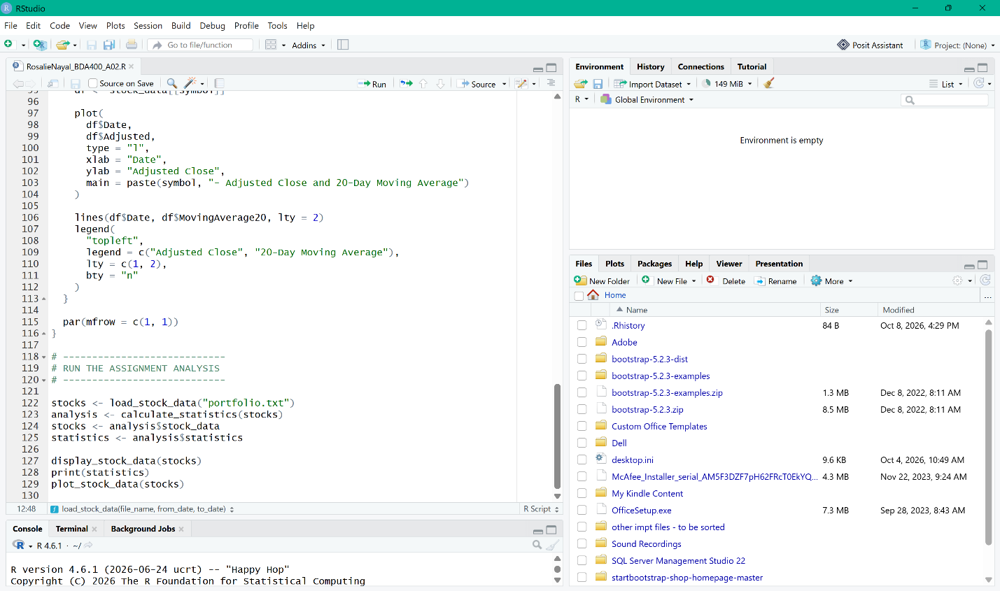 RStudio
File Edit Code View Plots Session Build Debug Profile Tools Help
Go to file/function Addins Posit Assistant Project: (None)
RosalieNayal_BDA400_A02.R
Source on Save Run Source
96
97 plot(
98 df$Date,
99 df$Adjusted,
100 type = "l",
101 xlab = "Date",
102 ylab = "Adjusted Close",
103 main = paste(symbol, "- Adjusted Close and 20-Day Moving Average")
104 )
105
106 lines(df$Date, df$MovingAverage20, lty = 2)
107 legend(
108 "topleft",
109 legend = c("Adjusted Close", "20-Day Moving Average"),
110 lty = c(1, 2),
111 bty = "n"
112 )
113 }
114
115 par(mfrow = c(1, 1))
116 }
117
118 # ----------------------------
119 # RUN THE ASSIGNMENT ANALYSIS
120 # ----------------------------
121
122 stocks <- load_stock_data("portfolio.txt")
123 analysis <- calculate_statistics(stocks)
124 stocks <- analysis$stock_data
125 statistics <- analysis$statistics
126
127 display_stock_data(stocks)
128 print(statistics)
129 plot_stock_data(stocks)
130
12:48 load_stock_data(file_name, from_date, to_date) R Script
Console Terminal Background Jobs
R 4.6.1 · ~/
R version 4.6.1 (2026-06-24 ucrt) -- "Happy Hop"
Copyright (C) 2026 The R Foundation for Statistical Computing
Environment History Connections Tutorial
Import Dataset 149 MiB List
R Global Environment
Environment is empty
Files Plots Packages Help Viewer Presentation
New Folder New File Delete Rename More
Home ...
Name Size Modified
.Rhistory 84 B Oct 8, 2026, 4:29 PM
Adobe
bootstrap-5.2.3-dist
bootstrap-5.2.3-examples
bootstrap-5.2.3-examples.zip 1.3 MB Dec 8, 2022, 8:11 AM
bootstrap-5.2.3.zip 8.5 MB Dec 8, 2022, 8:11 AM
Custom Office Templates
Dell
desktop.ini 9.6 KB Oct 4, 2026, 10:49 AM
McAfee_Installer_serial_AM5F3DZF7pH62FRcT0EkYQ... 4.3 MB Nov 22, 2023, 9:24 AM
My Kindle Content
OfficeSetup.exe 7.3 MB Sep 28, 2023, 8:43 AM
other impt files - to be sorted
Sound Recordings
SQL Server Management Studio 22
startbootstrap-shop-homepage-master